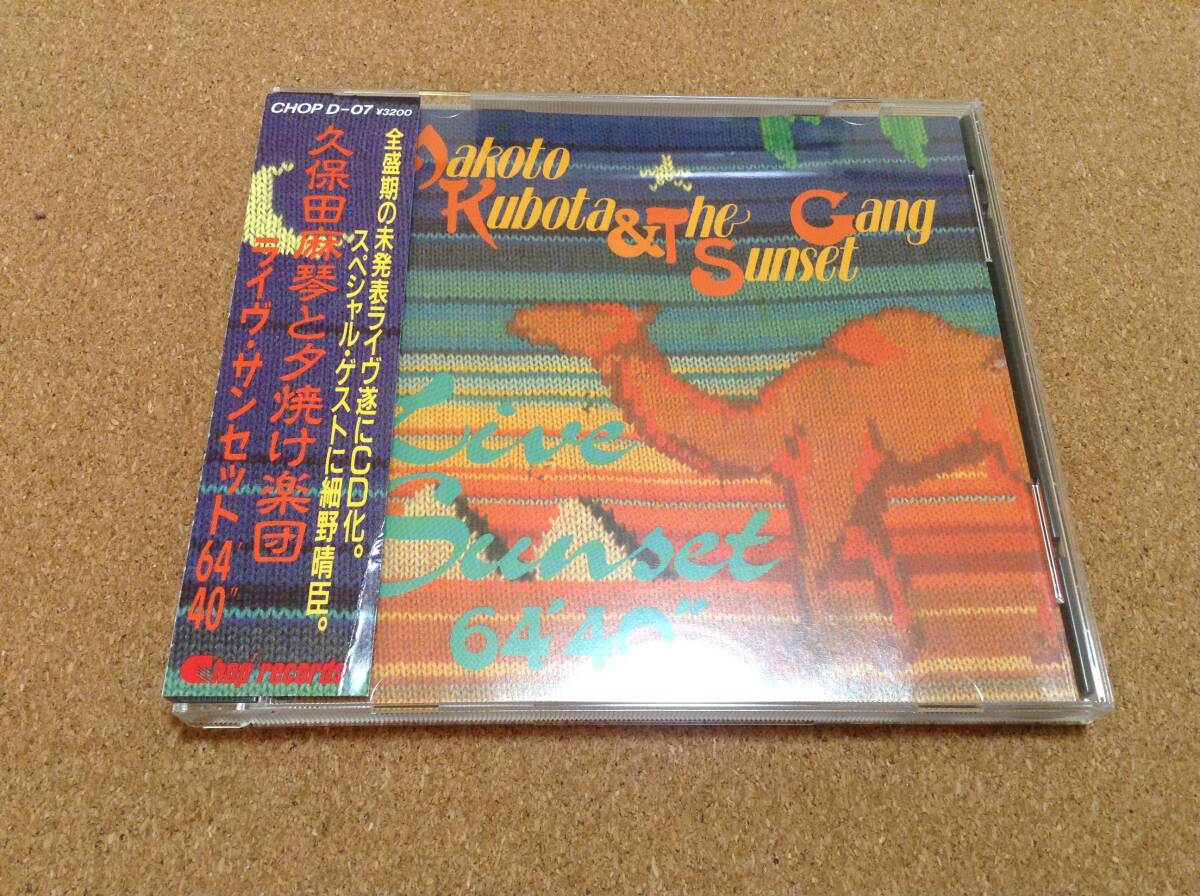 CHOP D-07 ¥3200
全盛期の未発表ライヴ遂にCD化。
スペシャル・ゲストに細野晴臣。
久保田麻琴と夕焼け楽団
ライヴ・サンセット64'40"
Chop records
Makoto
Kubota & The Sunset Gang
Live
Sunset
64'40"